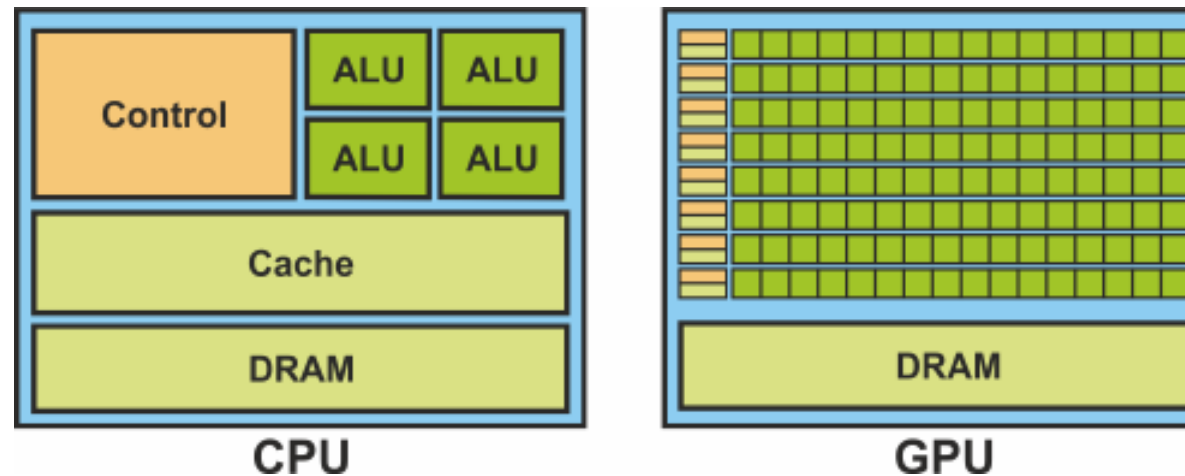 Control
ALU ALU
ALU ALU
Cache
DRAM
CPU
DRAM
GPU